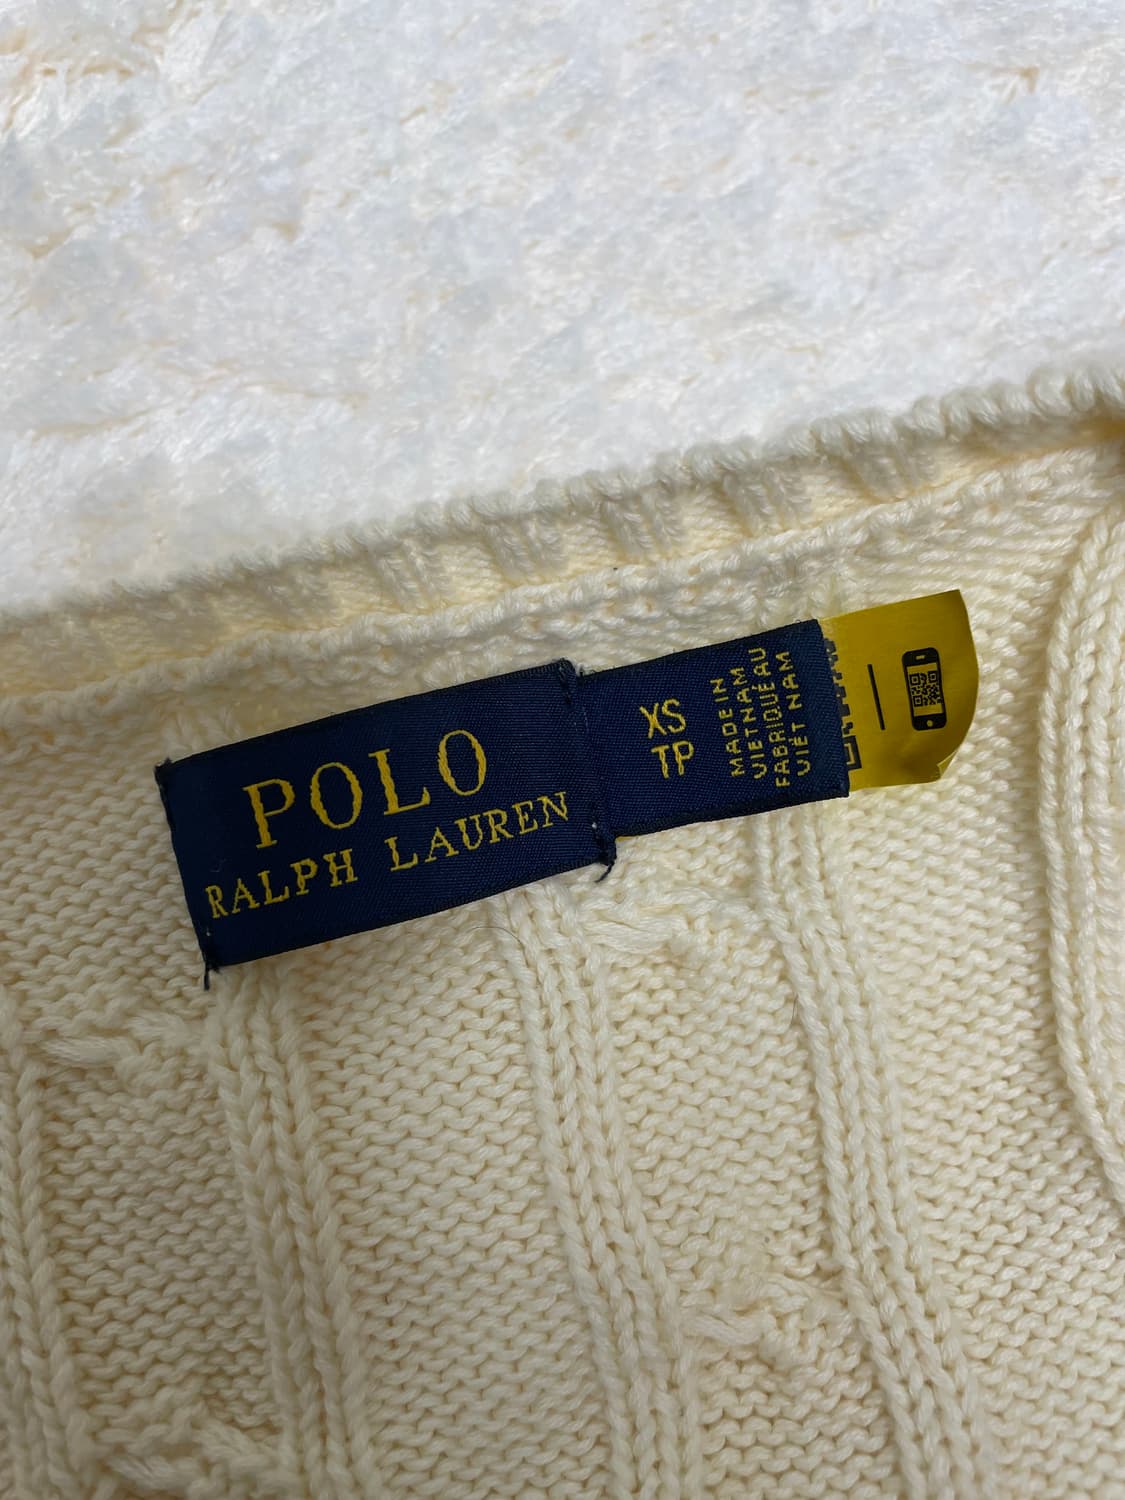 POLO
RALPH LAUREN
XS
TP
MADE IN
VIETNAM
FABRIQUÉ AU
VIÊT NAM